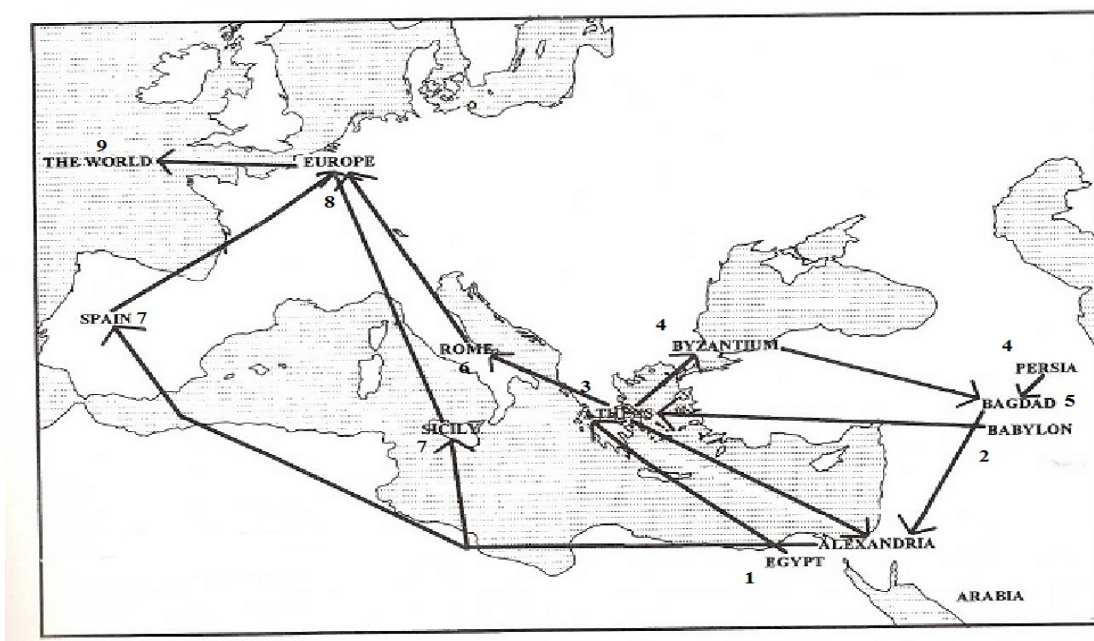 9
THE WORLD
EUROPE
8
SPAIN 7
4
BYZANTIUM
ROME
6
4
PERSIA
3
BAGDAD 5
ATHENS
BABYLON
SICILY
7
2
ALEXANDRIA
EGYPT
1
ARABIA